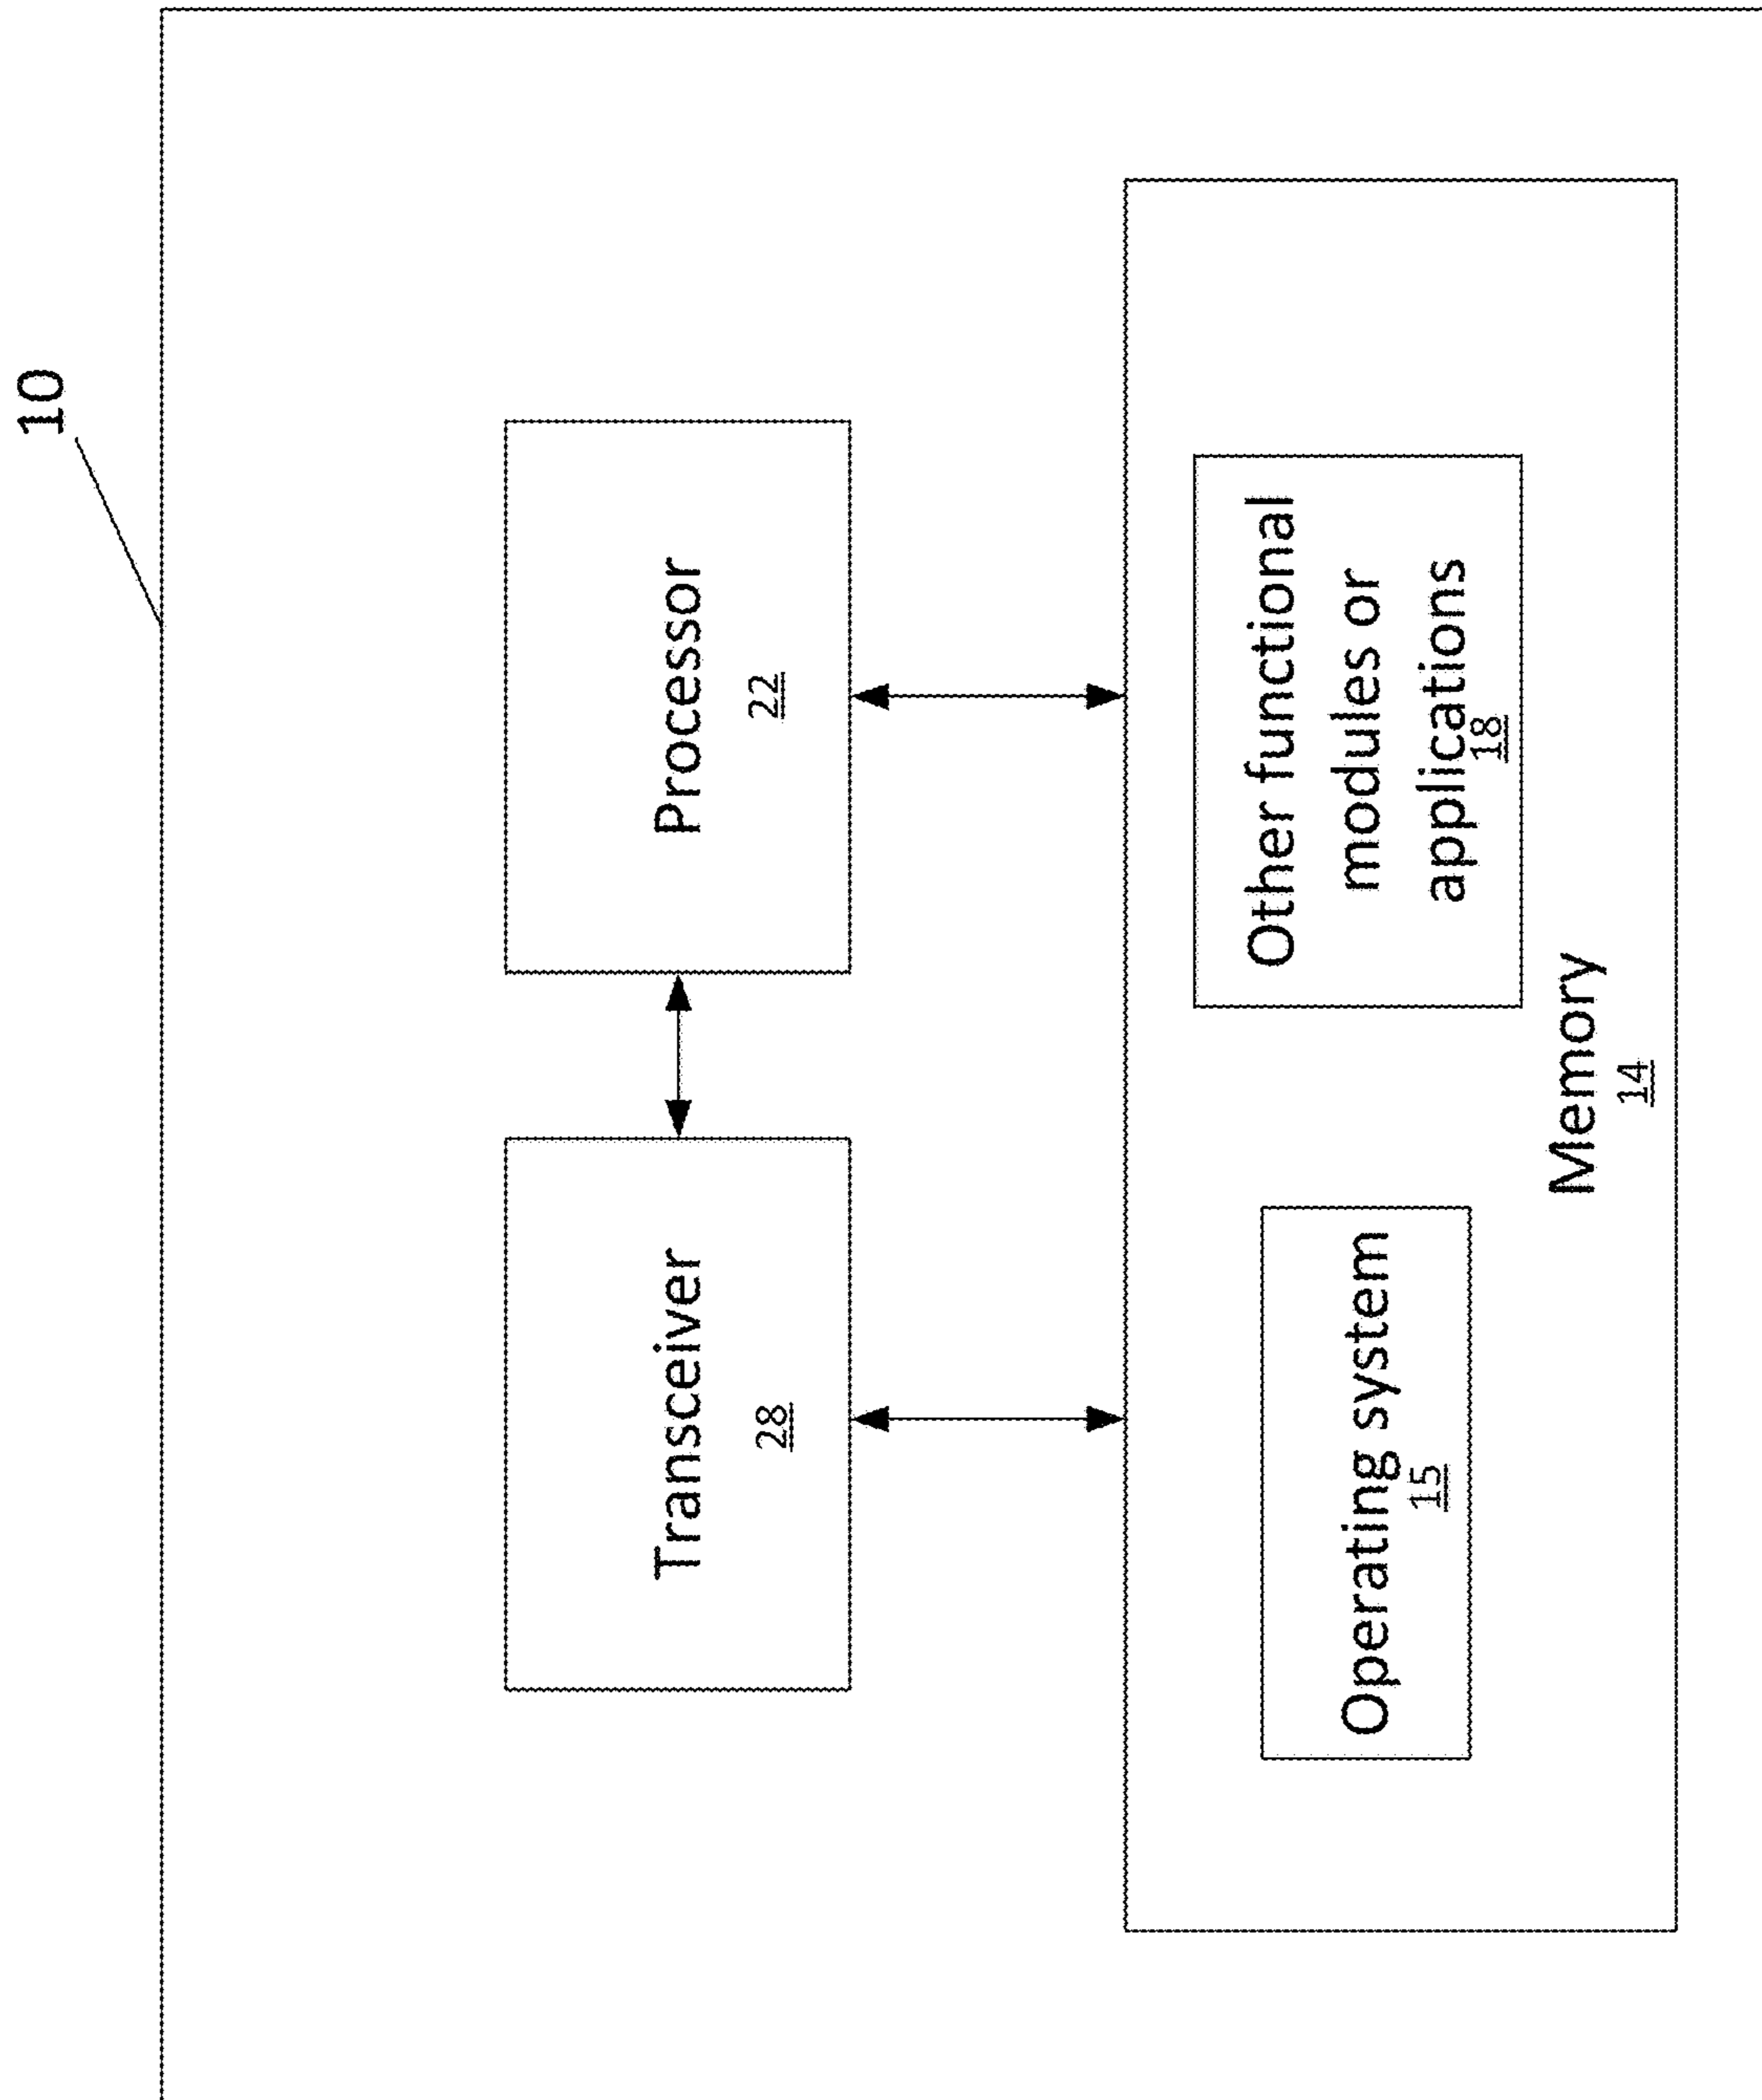 10
Transceiver
28
Processor
22
Operating system
15
Other functional
modules or
applications
18
Memory
14